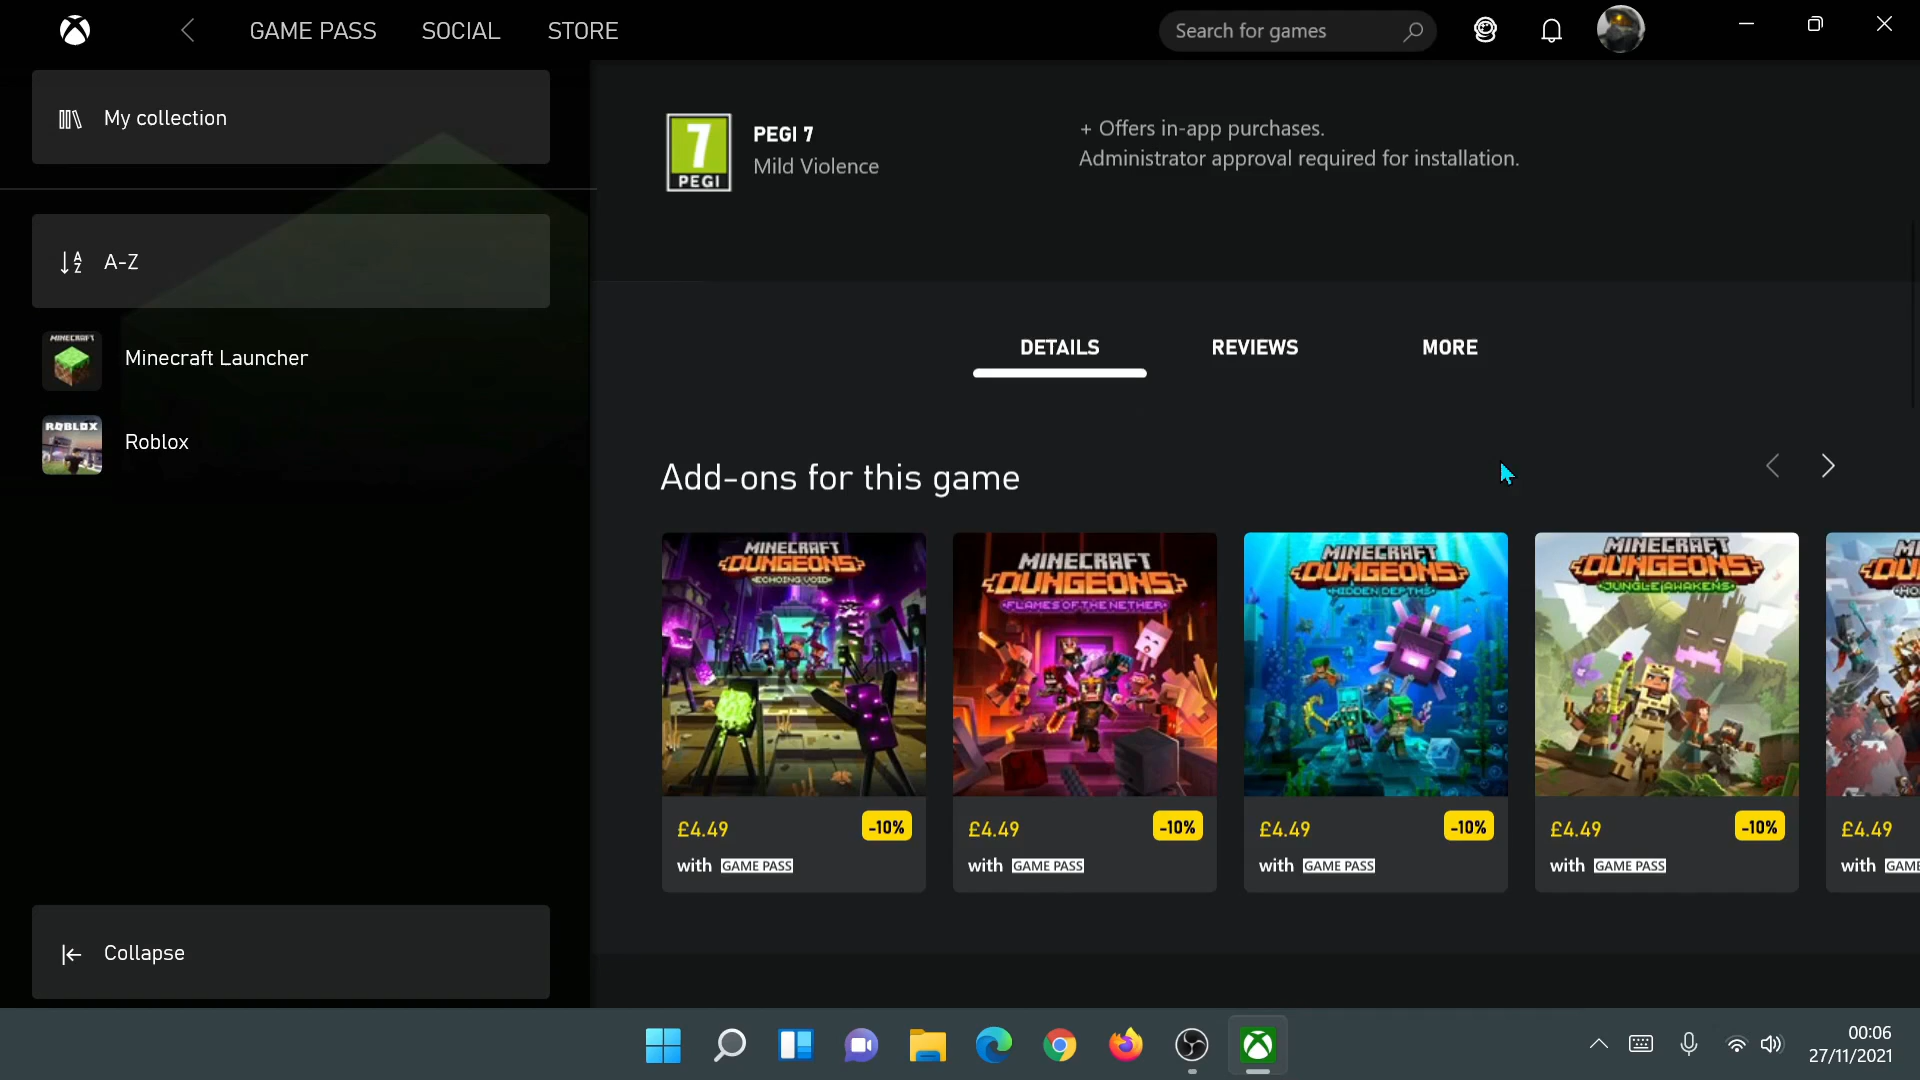 GAME PASS SOCIAL STORE Search for games
My collection
A-Z
MINECRAFT
Minecraft Launcher
ROBLOX
Roblox
Collapse
7
PEGI
PEGI 7
Mild Violence
+ Offers in-app purchases.
Administrator approval required for installation.
DETAILS REVIEWS MORE
Add-ons for this game
MINECRAFT
DUNGEONS
ECHOING VOID
£4.49 -10%
with GAME PASS
MINECRAFT
DUNGEONS
FLAMES OF THE NETHER
£4.49 -10%
with GAME PASS
MINECRAFT
DUNGEONS
HIDDEN DEPTHS
£4.49 -10%
with GAME PASS
MINECRAFT
DUNGEONS
JUNGLE AWAKENS
£4.49 -10%
with GAME PASS
£4.49
with
00:06
27/11/2021